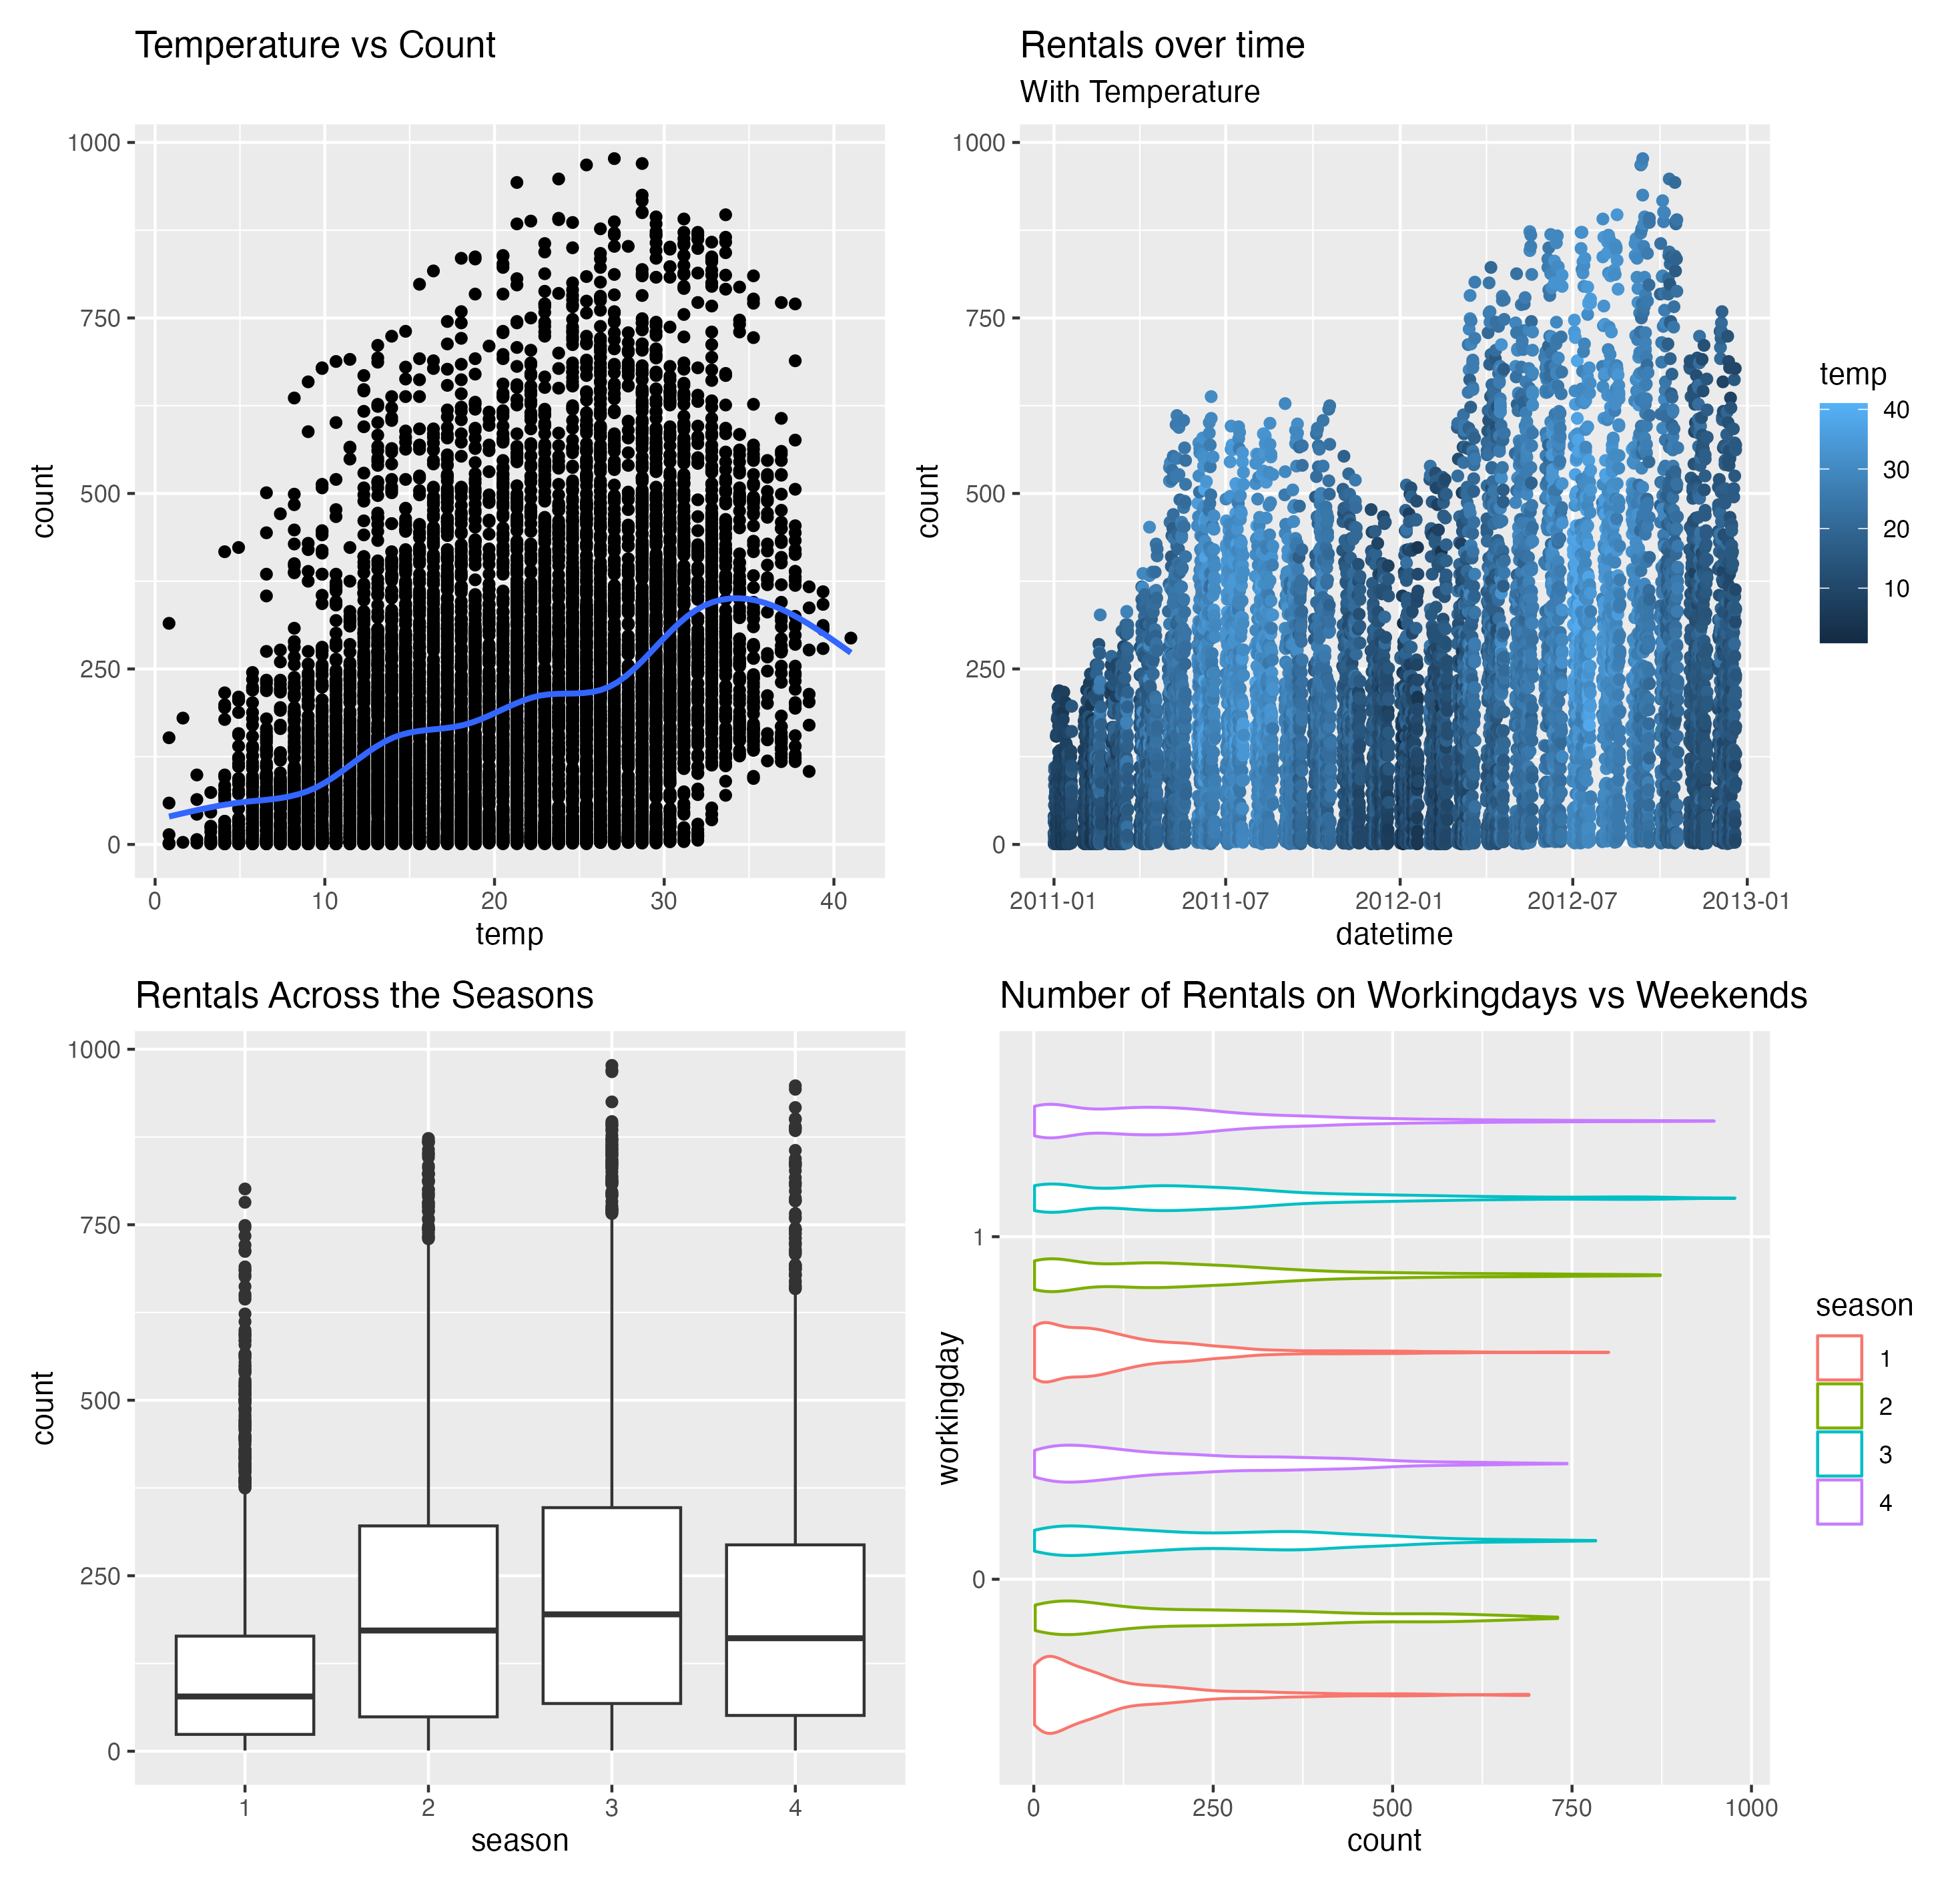 Temperature vs Count
1000
750
500
250
0
count
0 10 20 30 40
temp
Rentals over time
With Temperature
1000
750
500
250
0
count
2011-01 2011-07 2012-01 2012-07 2013-01
datetime
temp
40
30
20
10
Rentals Across the Seasons
1000
750
500
250
0
count
1 2 3 4
season
Number of Rentals on Workingdays vs Weekends
1
0
workingday
0 250 500 750 1000
count
season
1
2
3
4